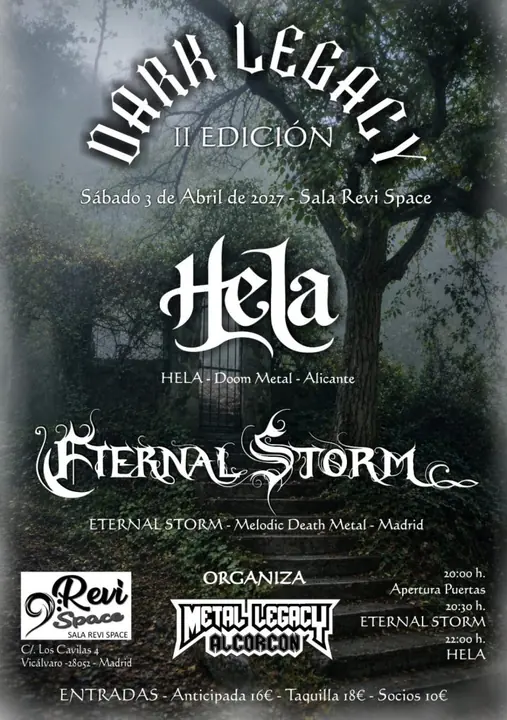 DARK LEGACY
II EDICIÓN
Sábado 3 de Abril de 2027 - Sala Revi Space
Hela
HELA - Doom Metal - Alicante
ETERNAL STORM
ETERNAL STORM - Melodic Death Metal - Madrid
Revi
Space
SALA REVI SPACE
C/. Los Cavilas 4
Vicálvaro -28052 - Madrid
ORGANIZA
METAL LEGACY
ALCORCON
20:00 h.
Apertura Puertas
20:30 h.
ETERNAL STORM
22:00 h.
HELA
ENTRADAS - Anticipada 16€ - Taquilla 18€ - Socios 10€